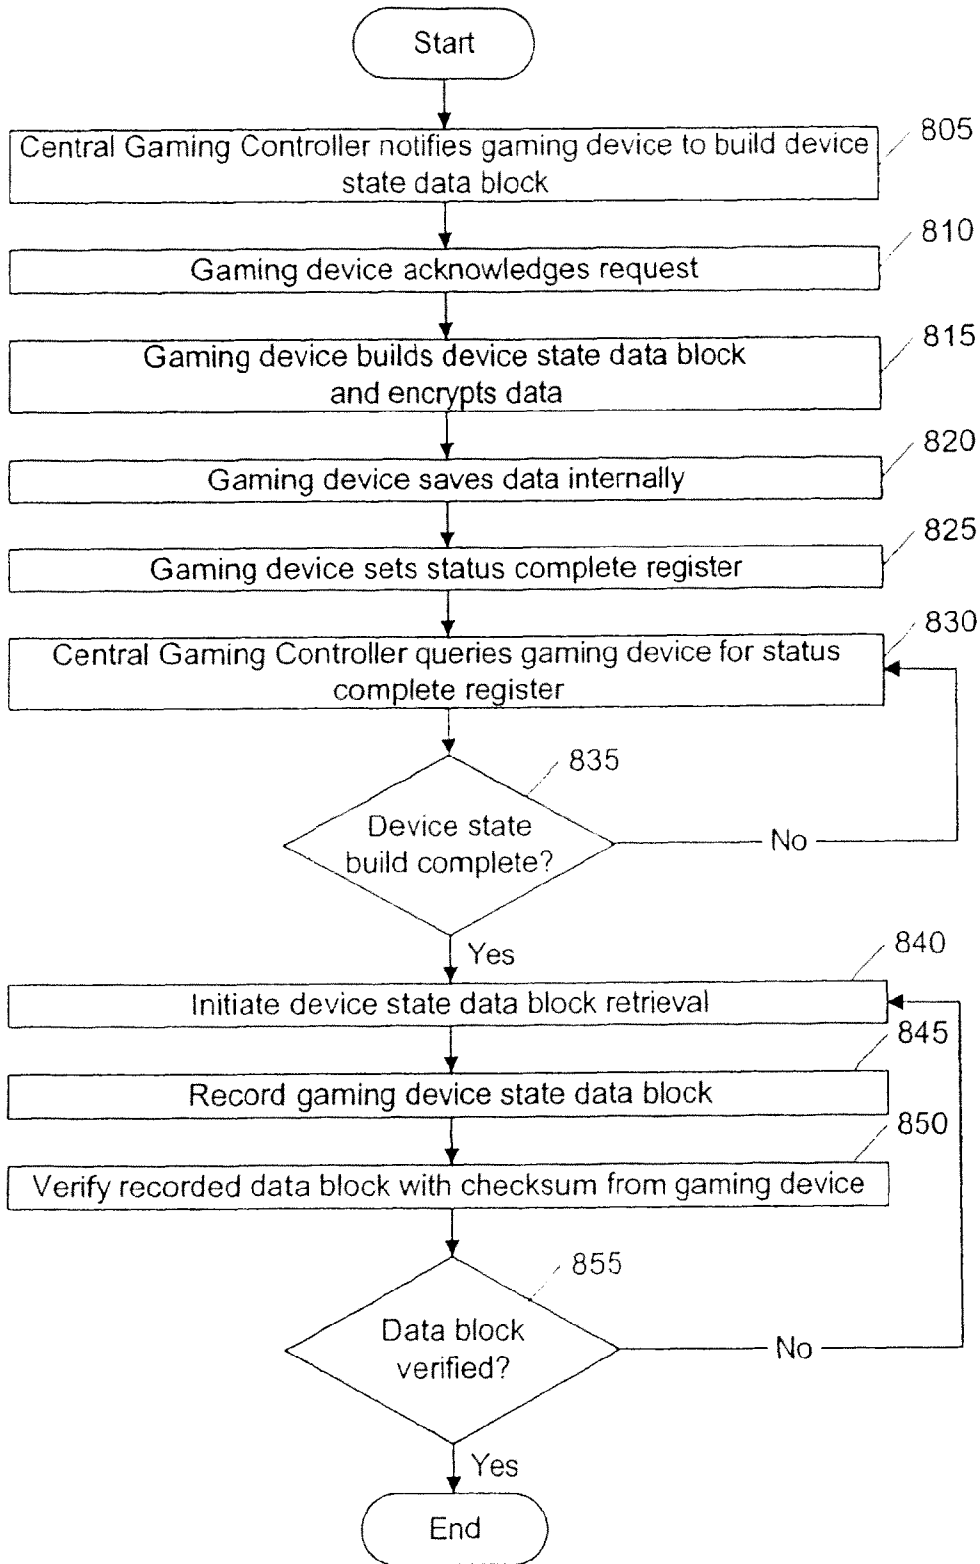 Start
805
Central Gaming Controller notifies gaming device to build device
state data block
810
Gaming device acknowledges request
815
Gaming device builds device state data block
and encrypts data
820
Gaming device saves data internally
825
Gaming device sets status complete register
830
Central Gaming Controller queries gaming device for status
complete register
835
Device state
build complete?
No
Yes
840
Initiate device state data block retrieval
845
Record gaming device state data block
850
Verify recorded data block with checksum from gaming device
855
Data block
verified?
No
Yes
End